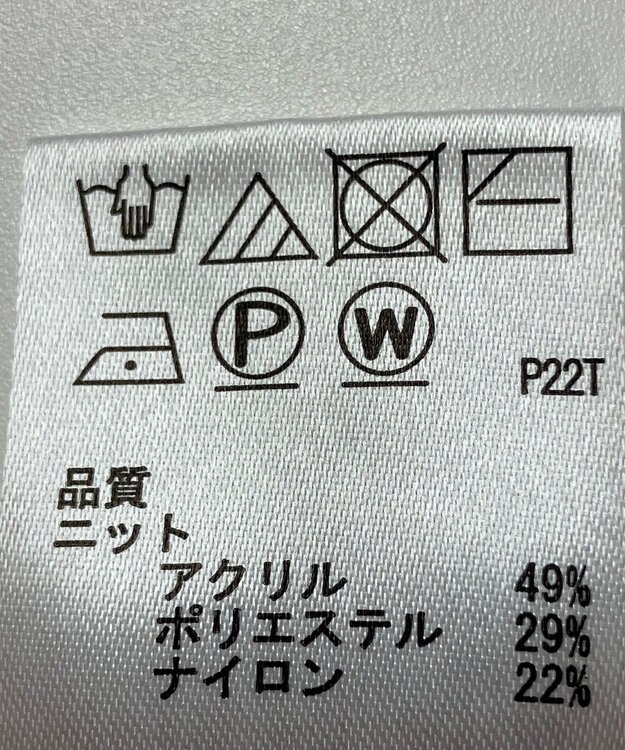 P W
P22T
品質
ニット
アクリル 49%
ポリエステル 29%
ナイロン 22%